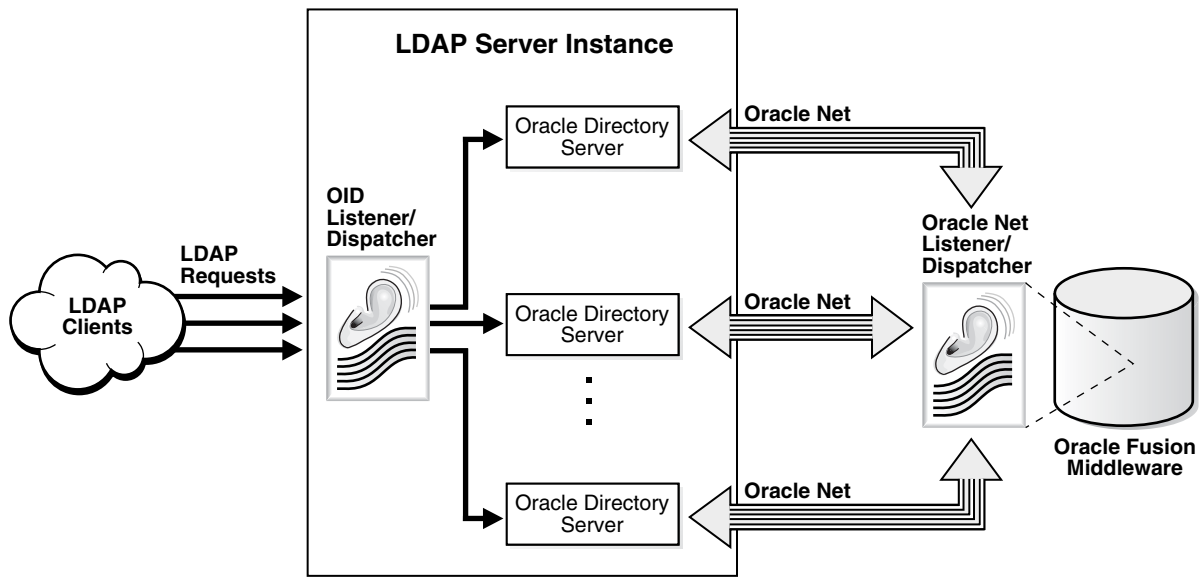 LDAP Server Instance
Oracle Directory
Server
Oracle Net
OID
Listener/
Dispatcher
Oracle Net
Listener/
Dispatcher
LDAP
Requests
LDAP
Clients
Oracle Directory
Server
Oracle Net
Oracle Fusion
Middleware
Oracle Directory
Server
Oracle Net